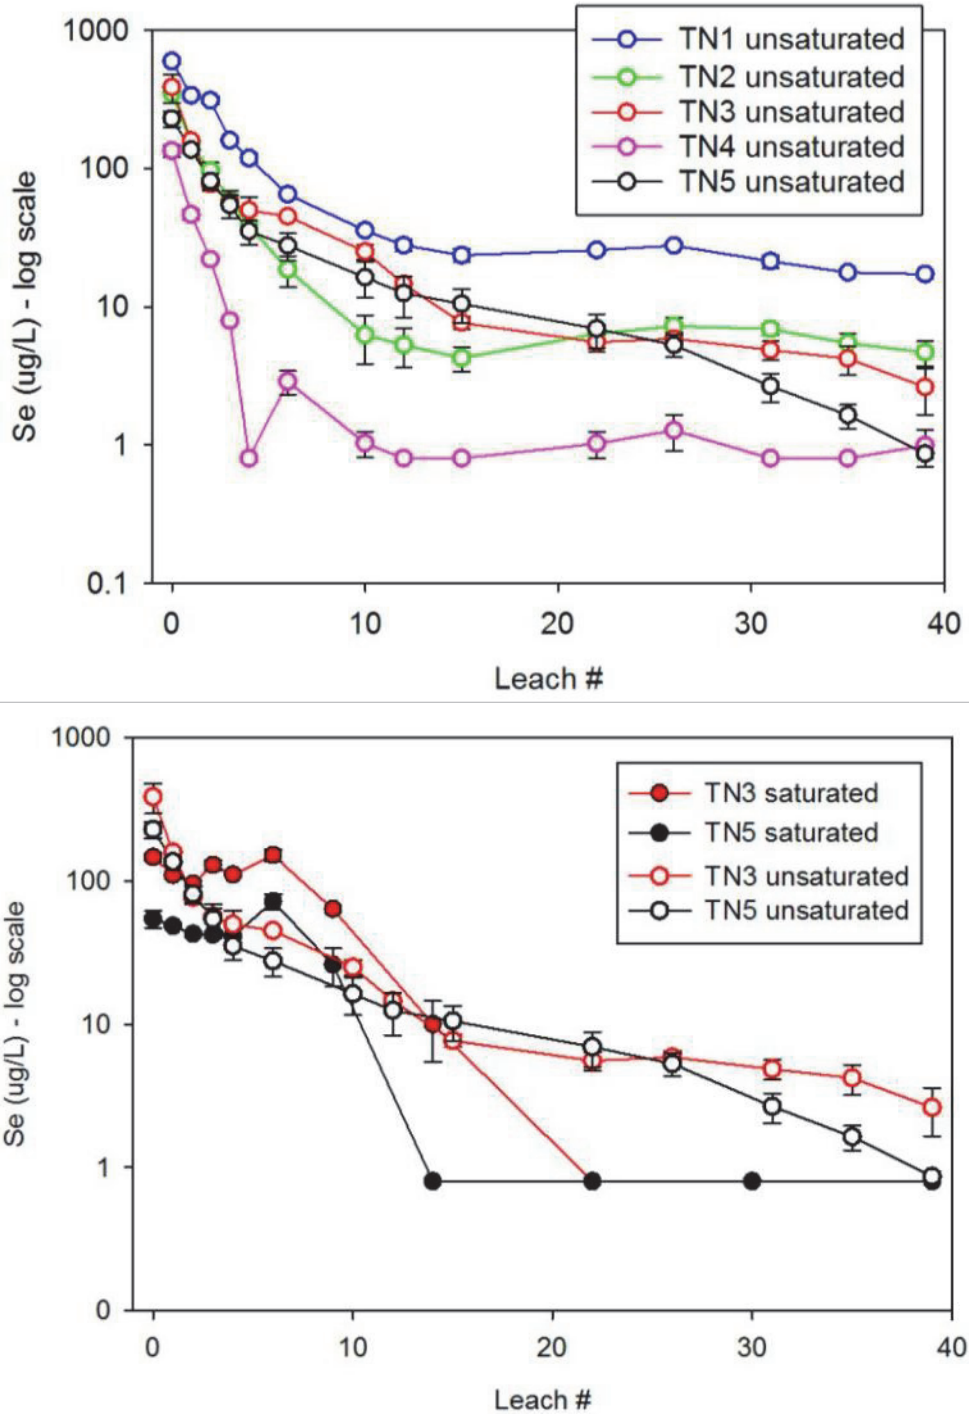 1000
100
10
1
0.1
Se (ug/L) - log scale
TN1 unsaturated
TN2 unsaturated
TN3 unsaturated
TN4 unsaturated
TN5 unsaturated
0 10 20 30 40
Leach #
1000
100
10
1
0
Se (ug/L) - log scale
TN3 saturated
TN5 saturated
TN3 unsaturated
TN5 unsaturated
0 10 20 30 40
Leach #